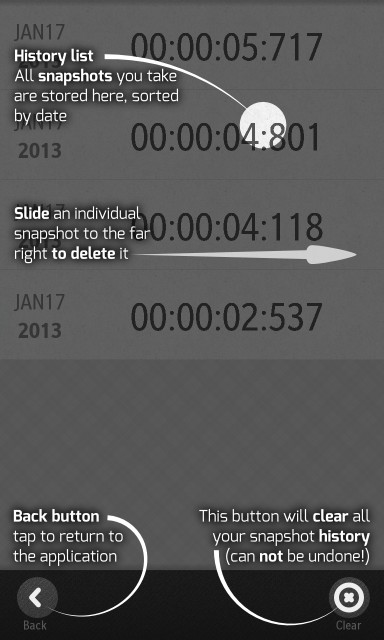 JAN17
00:00:05:717
2013
History list
All snapshots you take
are stored here, sorted
by date
JAN17
00:00:04:801
2013
Slide an individual
snapshot to the far
right to delete it
00:00:04:118
JAN17
00:00:02:537
2013
Back button
tap to return to
the application
This button will clear all
your snapshot history
(can not be undone!)
Back
Clear